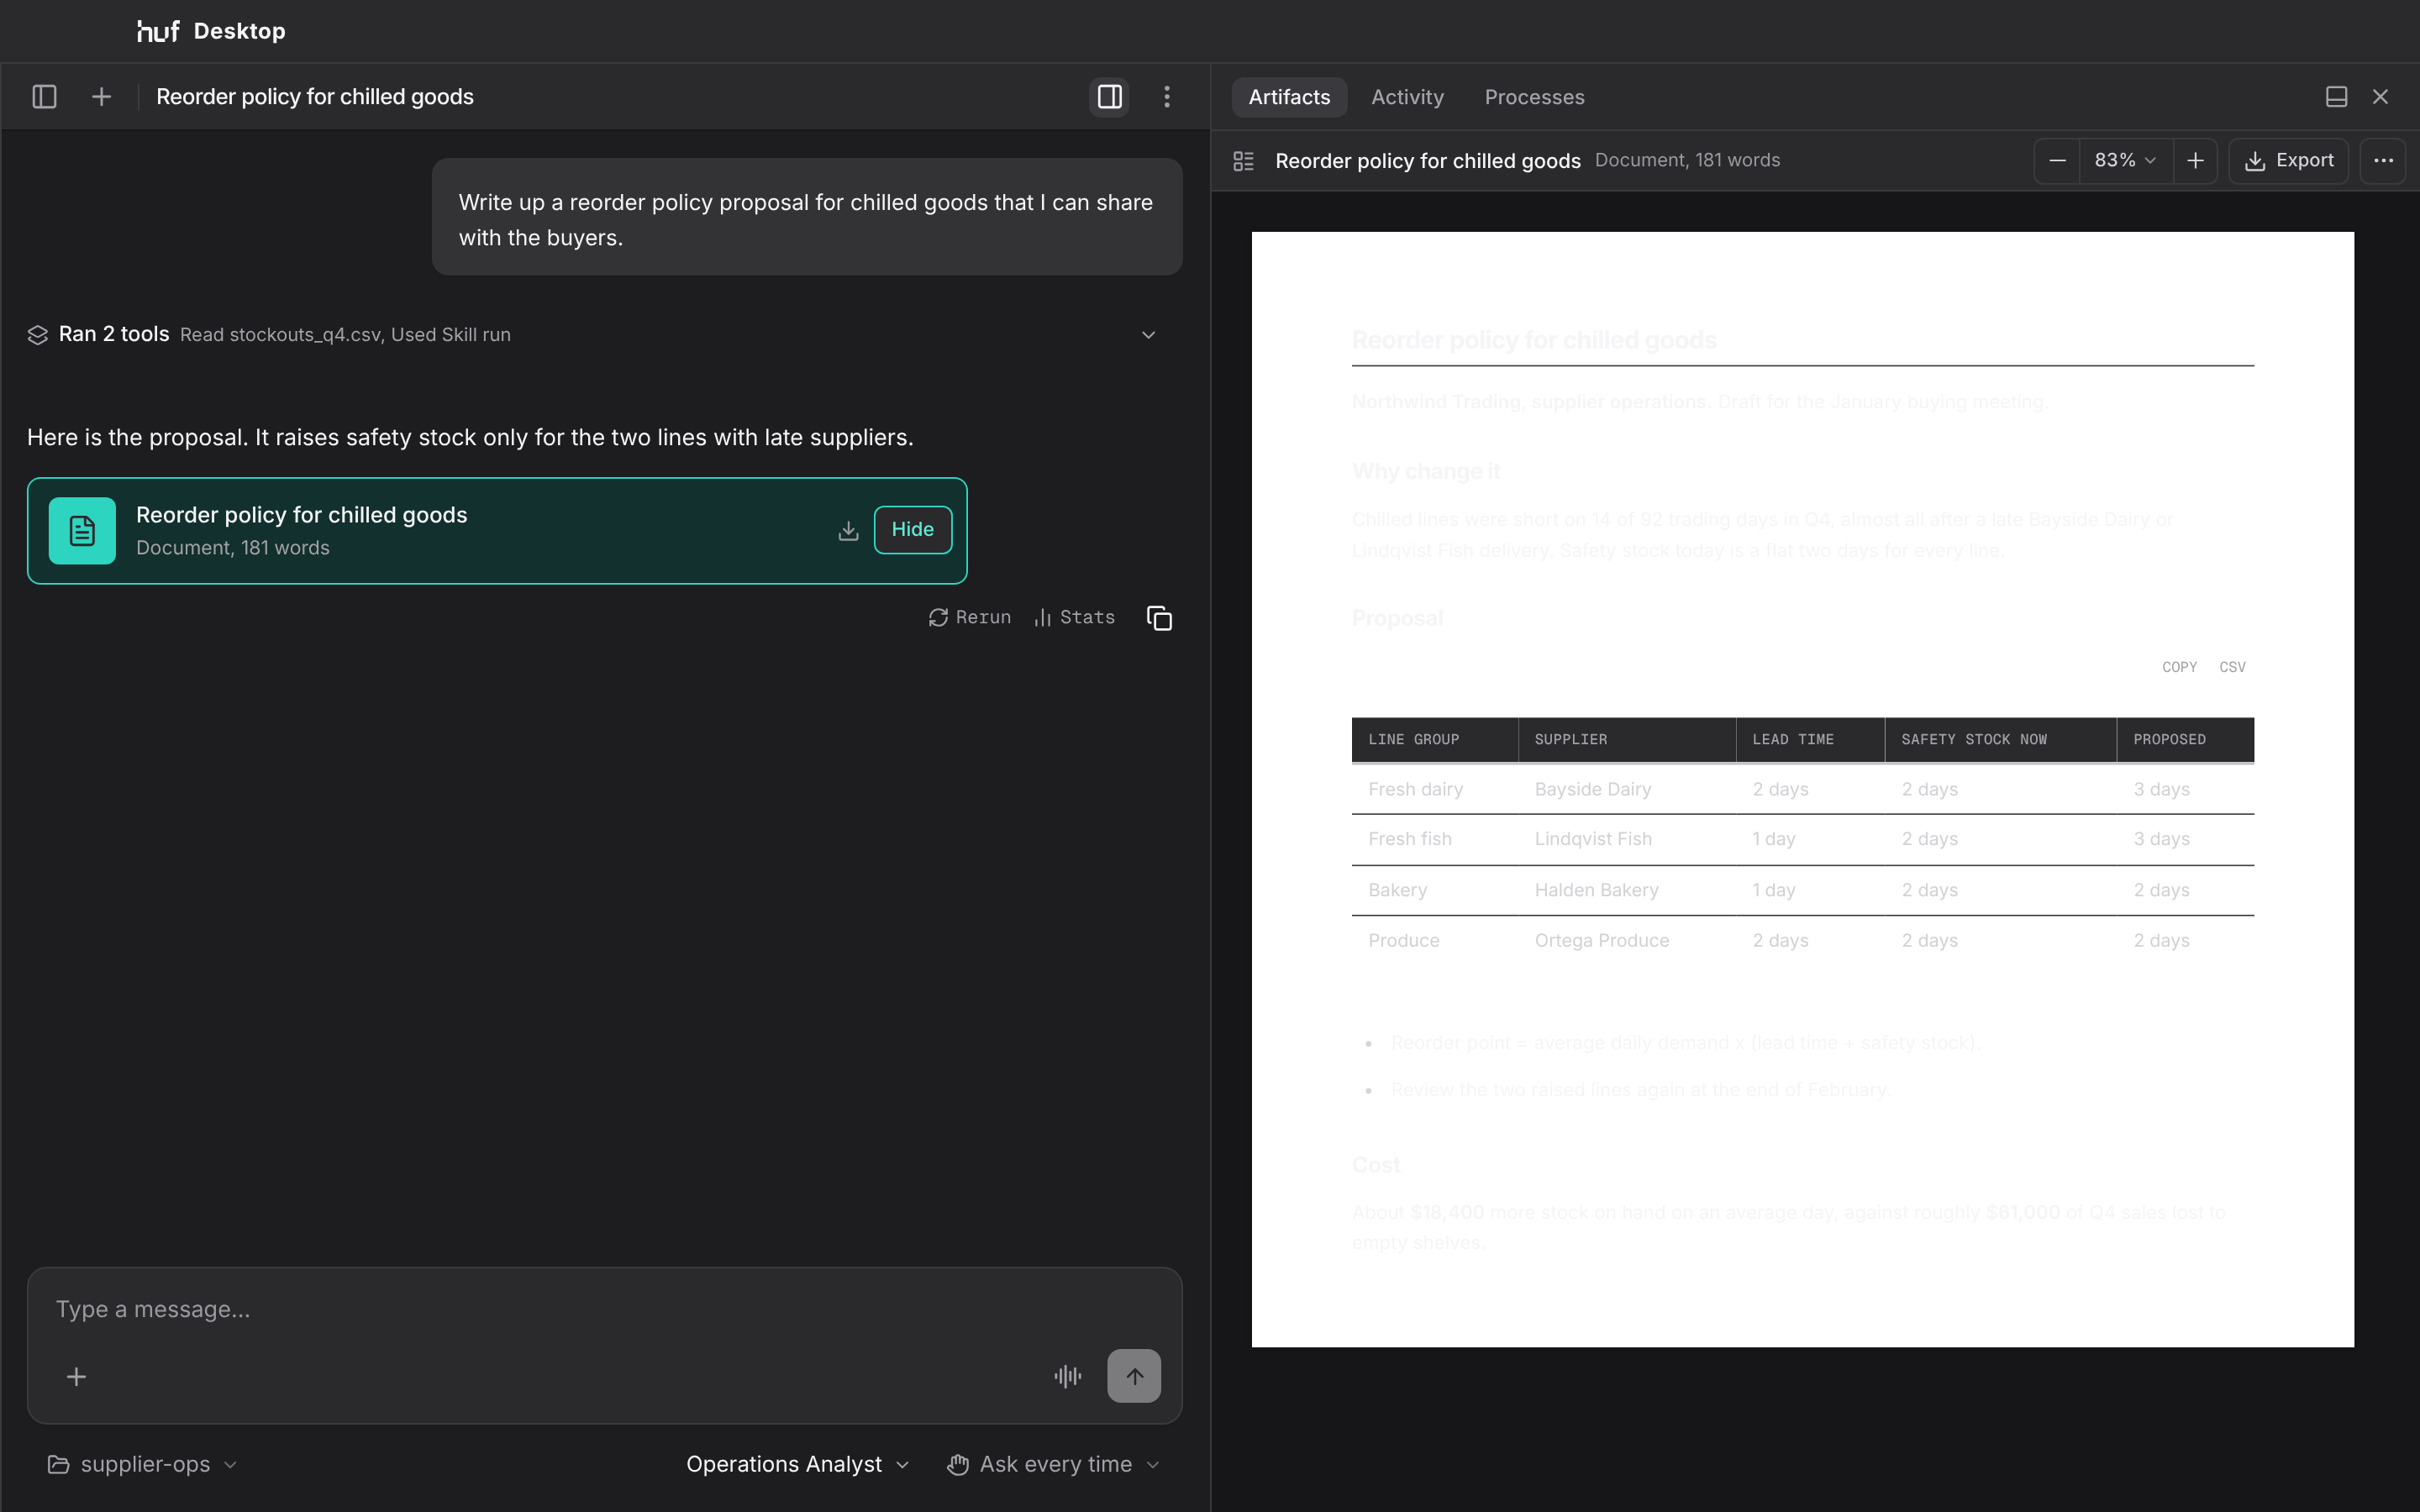 huf Desktop
Reorder policy for chilled goods
Write up a reorder policy proposal for chilled goods that I can share
with the buyers.
Ran 2 tools Read stockouts_q4.csv, Used Skill run
Here is the proposal. It raises safety stock only for the two lines with late suppliers.
Reorder policy for chilled goods
Document, 181 words
Hide
Rerun Stats
Type a message...
supplier-ops
Operations Analyst
Ask every time
Artifacts Activity Processes
Reorder policy for chilled goods Document, 181 words
83%
Export
Reorder policy for chilled goods
Northwind Trading, supplier operations. Draft for the January buying meeting.
Why change it
Chilled lines were short on 14 of 92 trading days in Q4, almost all after a late Bayside Dairy or
Lindqvist Fish delivery. Safety stock today is a flat two days for every line.
Proposal
COPY CSV
LINE GROUP SUPPLIER LEAD TIME SAFETY STOCK NOW PROPOSED
Fresh dairy Bayside Dairy 2 days 2 days 3 days
Fresh fish Lindqvist Fish 1 day 2 days 3 days
Bakery Halden Bakery 1 day 2 days 2 days
Produce Ortega Produce 2 days 2 days 2 days
• Reorder point = average daily demand x (lead time + safety stock).
• Review the two raised lines again at the end of February.
Cost
About $18,400 more stock on hand on an average day, against roughly $61,000 of Q4 sales lost to
empty shelves.